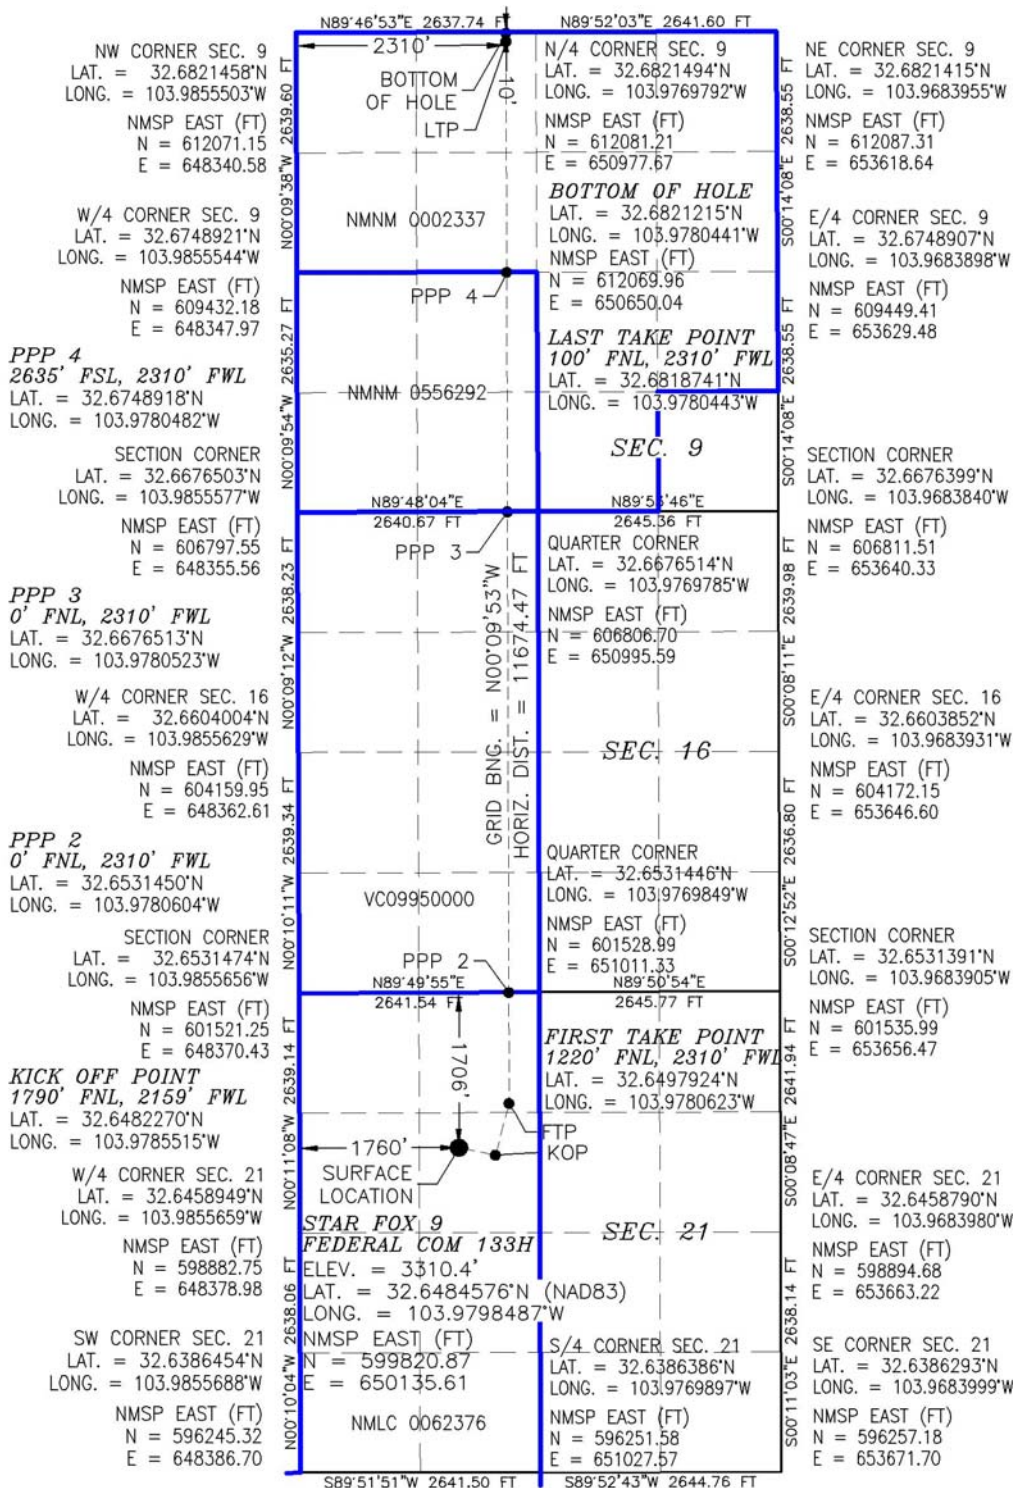 N89°46'53"E 2637.74 FT
N89°52'03"E 2641.60 FT
NW CORNER SEC. 9
LAT. = 32.6821458°N
LONG. = 103.9855503°W
NMSP EAST (FT)
N = 612071.15
E = 648340.58
W/4 CORNER SEC. 9
LAT. = 32.6748921°N
LONG. = 103.9855544°W
NMSP EAST (FT)
N = 609432.18
E = 648347.97
PPP 4
2635' FSL, 2310' FWL
LAT. = 32.6748918°N
LONG. = 103.9780482°W
SECTION CORNER
LAT. = 32.6676503°N
LONG. = 103.9855577°W
NMSP EAST (FT)
N = 606797.55
E = 648355.56
PPP 3
0' FNL, 2310' FWL
LAT. = 32.6676513°N
LONG. = 103.9780523°W
W/4 CORNER SEC. 16
LAT. = 32.6604004°N
LONG. = 103.9855629°W
NMSP EAST (FT)
N = 604159.95
E = 648362.61
PPP 2
0' FNL, 2310' FWL
LAT. = 32.6531450°N
LONG. = 103.9780604°W
SECTION CORNER
LAT. = 32.6531474°N
LONG. = 103.9855656°W
NMSP EAST (FT)
N = 601521.25
E = 648370.43
KICK OFF POINT
1790' FNL, 2159' FWL
LAT. = 32.6482270°N
LONG. = 103.9785515°W
W/4 CORNER SEC. 21
LAT. = 32.6458949°N
LONG. = 103.9855659°W
NMSP EAST (FT)
N = 598882.75
E = 648378.98
SW CORNER SEC. 21
LAT. = 32.6386454°N
LONG. = 103.9855688°W
NMSP EAST (FT)
N = 596245.32
E = 648386.70
N00°09'38"W 2639.60 FT
N00°09'54"W 2635.27 FT
N00°09'12"W 2638.23 FT
N00°10'11"W 2639.34 FT
N00°11'08"W 2639.14 FT
N00°10'04"W 2638.06 FT
2310'
BOTTOM
OF HOLE
LTP
10'
NMNM 0002337
PPP 4
NMNM 0556292
N89°48'04"E
2640.67 FT
PPP 3
GRID BNG. = N00°09'53"W
HORIZ. DIST. = 11674.47 FT
VC09950000
PPP 2
N89°49'55"E
2641.54 FT
1706'
1760'
SURFACE
LOCATION
FTP
KOP
STAR FOX 9
FEDERAL COM 133H
ELEV. = 3310.4'
LAT. = 32.6484576°N (NAD83)
LONG. = 103.9798487°W
NMSP EAST (FT)
N = 599820.87
E = 650135.61
NMLC 0062376
S89°51'51"W 2641.50 FT
N/4 CORNER SEC. 9
LAT. = 32.6821494°N
LONG. = 103.9769792°W
NMSP EAST (FT)
N = 612081.21
E = 650977.67
BOTTOM OF HOLE
LAT. = 32.6821215°N
LONG. = 103.9780441°W
NMSP EAST (FT)
N = 612069.96
E = 650650.04
LAST TAKE POINT
100' FNL, 2310' FWL
LAT. = 32.6818741°N
LONG. = 103.9780443°W
SEC. 9
2645.36 FT
QUARTER CORNER
LAT. = 32.6676514°N
LONG. = 103.9769785°W
NMSP EAST (FT)
N = 606806.70
E = 650995.59
SEC. 16
QUARTER CORNER
LAT. = 32.6531446°N
LONG. = 103.9769849°W
NMSP EAST (FT)
N = 601528.99
E = 651011.33
N89°50'54"E
2645.77 FT
FIRST TAKE POINT
1220' FNL, 2310' FWL
LAT. = 32.6497924°N
LONG. = 103.9780623°W
SEC. 21
S/4 CORNER SEC. 21
LAT. = 32.6386386°N
LONG. = 103.9769897°W
NMSP EAST (FT)
N = 596251.58
E = 651027.57
S89°52'43"W 2644.76 FT
S00°14'08"E 2638.55 FT
S00°14'08"E 2638.55 FT
S00°08'11"E 2639.98 FT
S00°12'52"E 2636.80 FT
S00°08'47"E 2641.94 FT
S00°11'03"E 2638.14 FT
NE CORNER SEC. 9
LAT. = 32.6821415°N
LONG. = 103.9683955°W
NMSP EAST (FT)
N = 612087.31
E = 653618.64
E/4 CORNER SEC. 9
LAT. = 32.6748907°N
LONG. = 103.9683898°W
NMSP EAST (FT)
N = 609449.41
E = 653629.48
SECTION CORNER
LAT. = 32.6676399°N
LONG. = 103.9683840°W
NMSP EAST (FT)
N = 606811.51
E = 653640.33
E/4 CORNER SEC. 16
LAT. = 32.6603852°N
LONG. = 103.9683931°W
NMSP EAST (FT)
N = 604172.15
E = 653646.60
SECTION CORNER
LAT. = 32.6531391°N
LONG. = 103.9683905°W
NMSP EAST (FT)
N = 601535.99
E = 653656.47
E/4 CORNER SEC. 21
LAT. = 32.6458790°N
LONG. = 103.9683980°W
NMSP EAST (FT)
N = 598894.68
E = 653663.22
SE CORNER SEC. 21
LAT. = 32.6386293°N
LONG. = 103.9683999°W
NMSP EAST (FT)
N = 596257.18
E = 653671.70